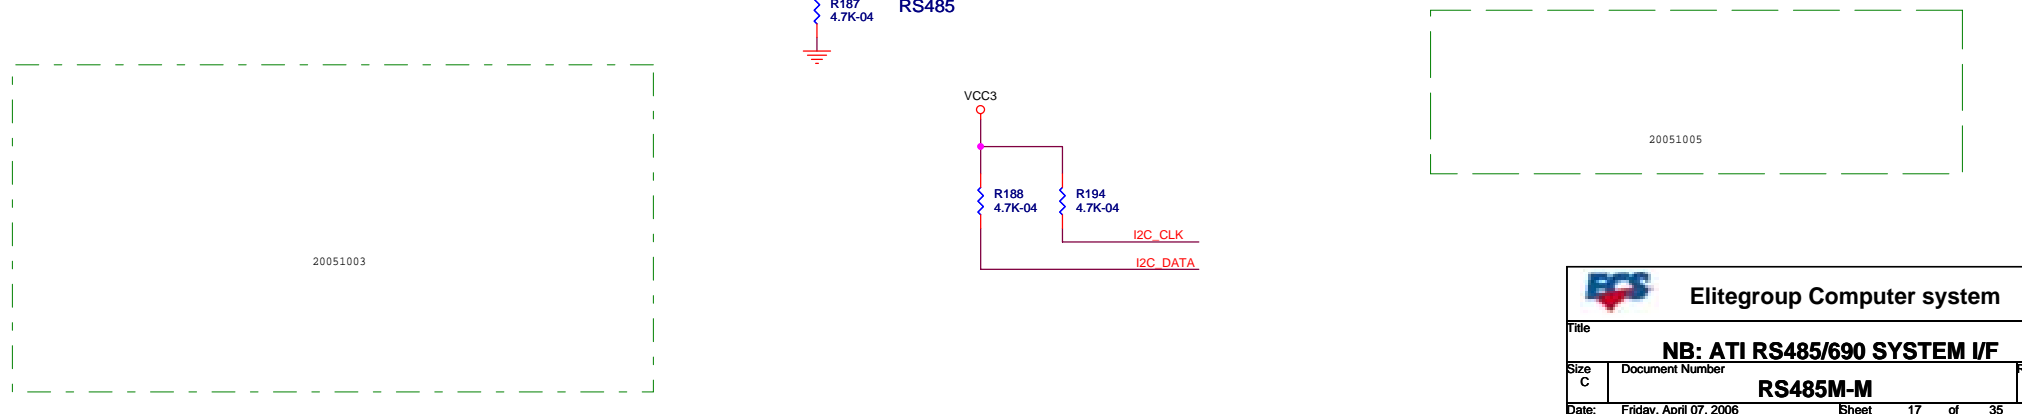 R187
4.7K-04
RS485
VCC3
20051005
R188
4.7K-04
R194
4.7K-04
I2C_CLK
I2C_DATA
20051003
ECS
Elitegroup Computer system
Title
NB: ATI RS485/690 SYSTEM I/F
Size
C
Document Number
RS485M-M
Date: Friday, April 07, 2006 Sheet 17 of 35